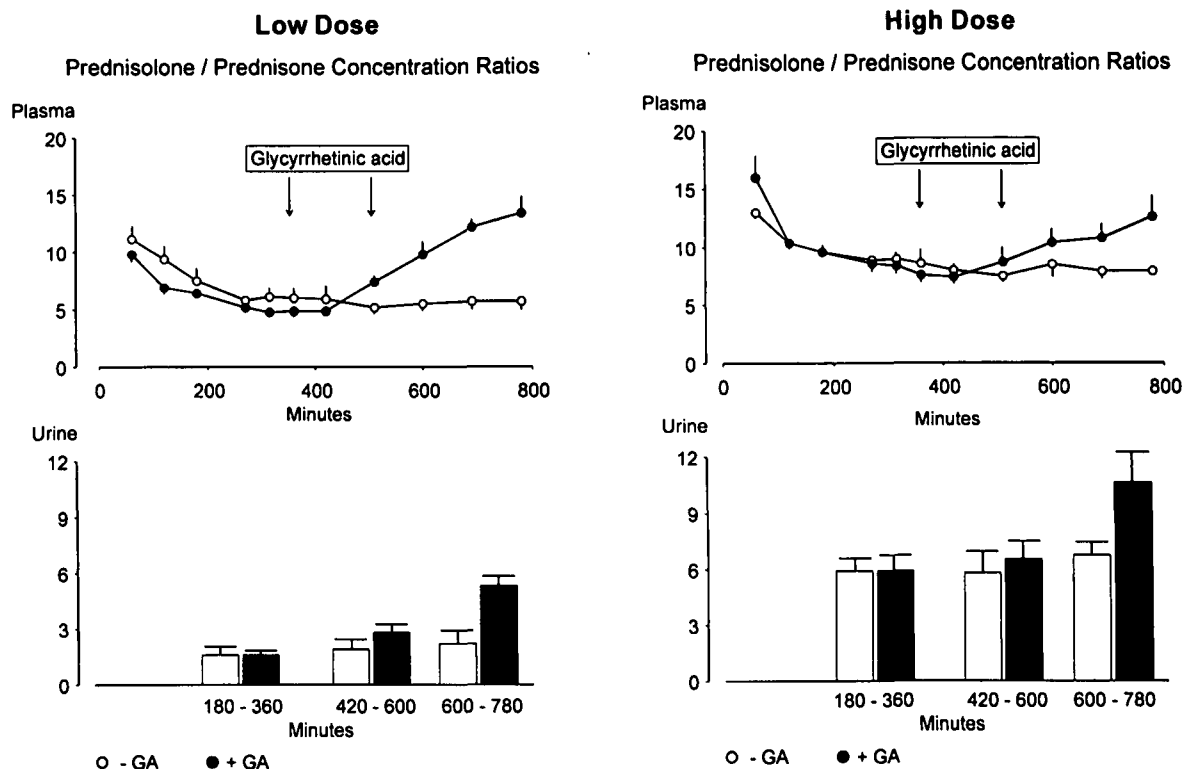 Low Dose
Prednisolone / Prednisone Concentration Ratios
Plasma
20
15
10
5
0
Glycyrrhetinic acid
0 200 400 600 800
Minutes
Urine
12
9
6
3
0
180 - 360 420 - 600 600 - 780
Minutes
- GA + GA
High Dose
Prednisolone / Prednisone Concentration Ratios
Plasma
20
15
10
5
0
Glycyrrhetinic acid
0 200 400 600 800
Minutes
Urine
12
9
6
3
0
180 - 360 420 - 600 600 - 780
Minutes
- GA + GA